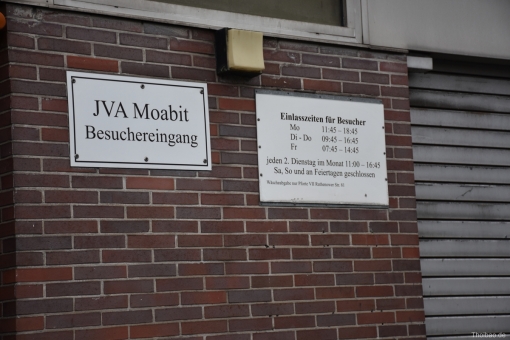 JVA Moabit
Besuchereingang
Einlasszeiten für Besucher
Mo 11:45 – 18:45
Di - Do 09:45 – 16:45
Fr 07:45 – 14:45
jeden 2. Dienstag im Monat 11:00 – 16:45
Sa, So und an Feiertagen geschlossen